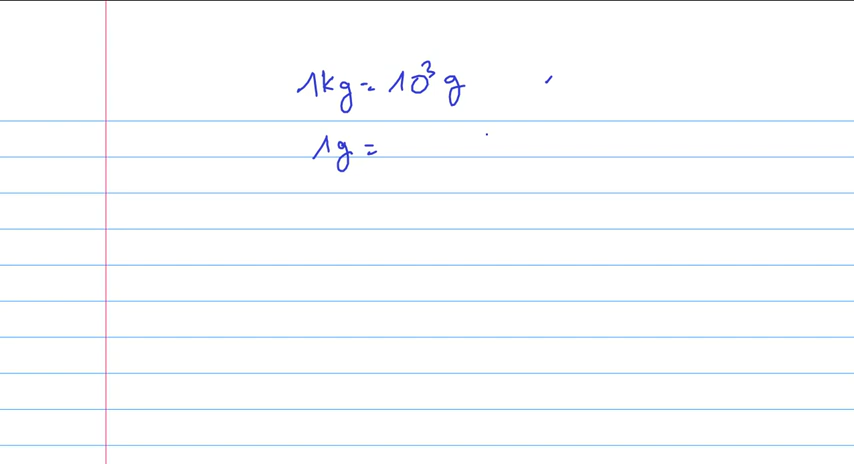 1kg = 10³ g
1g =